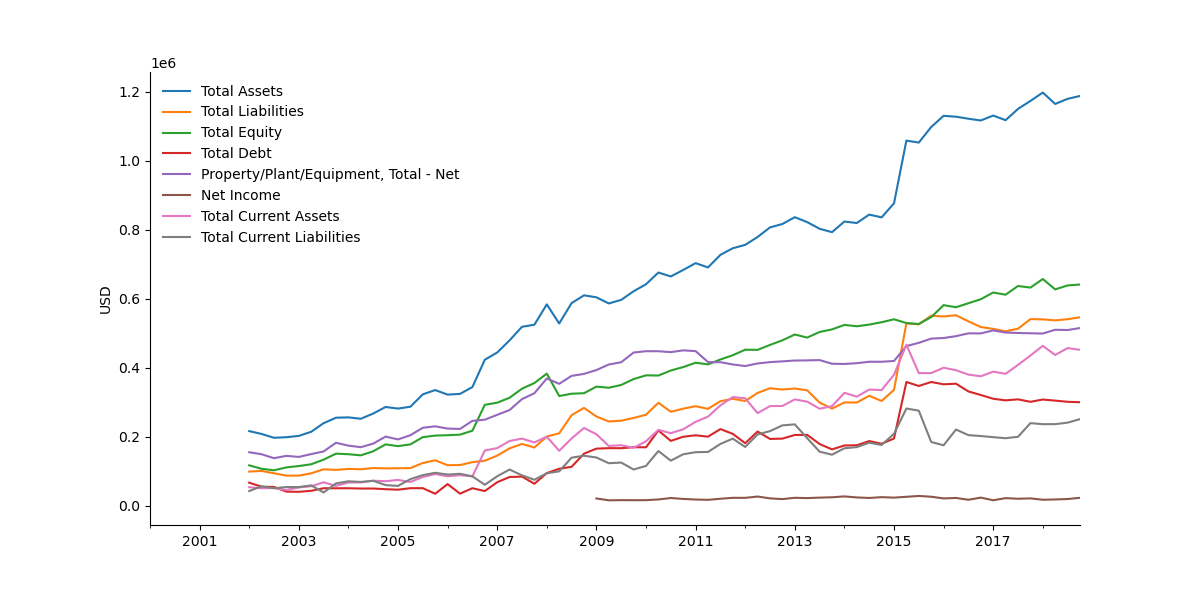 1e6
Total Assets
Total Liabilities
Total Equity
Total Debt
Property/Plant/Equipment, Total - Net
Net Income
Total Current Assets
Total Current Liabilities
USD
1.2
1.0
0.8
0.6
0.4
0.2
0.0
2001 2003 2005 2007 2009 2011 2013 2015 2017